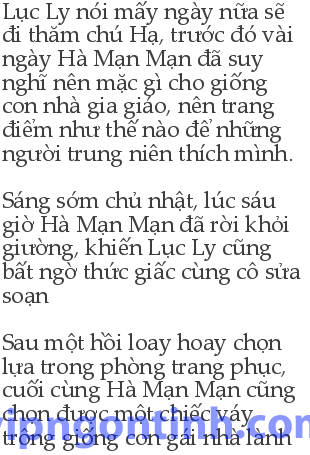 Lục Ly nói mấy ngày nữa sẽ
đi thăm chú Hạ, trước đó vài
ngày Hà Mạn Mạn đã suy
nghĩ nên mặc gì cho giống
con nhà gia giáo, nên trang
điểm như thế nào để những
người trung niên thích mình.
Sáng sớm chủ nhật, lúc sáu
giờ Hà Mạn Mạn đã rời khỏi
giường, khiến Lục Ly cũng
bất ngờ thức giấc cùng cô sửa
soạn
Sau một hồi loay hoay chọn
lựa trong phòng trang phục,
cuối cùng Hà Mạn Mạn cũng
chọn được một chiếc váy
trông giống con gái nhà lành
vipngontinh.com